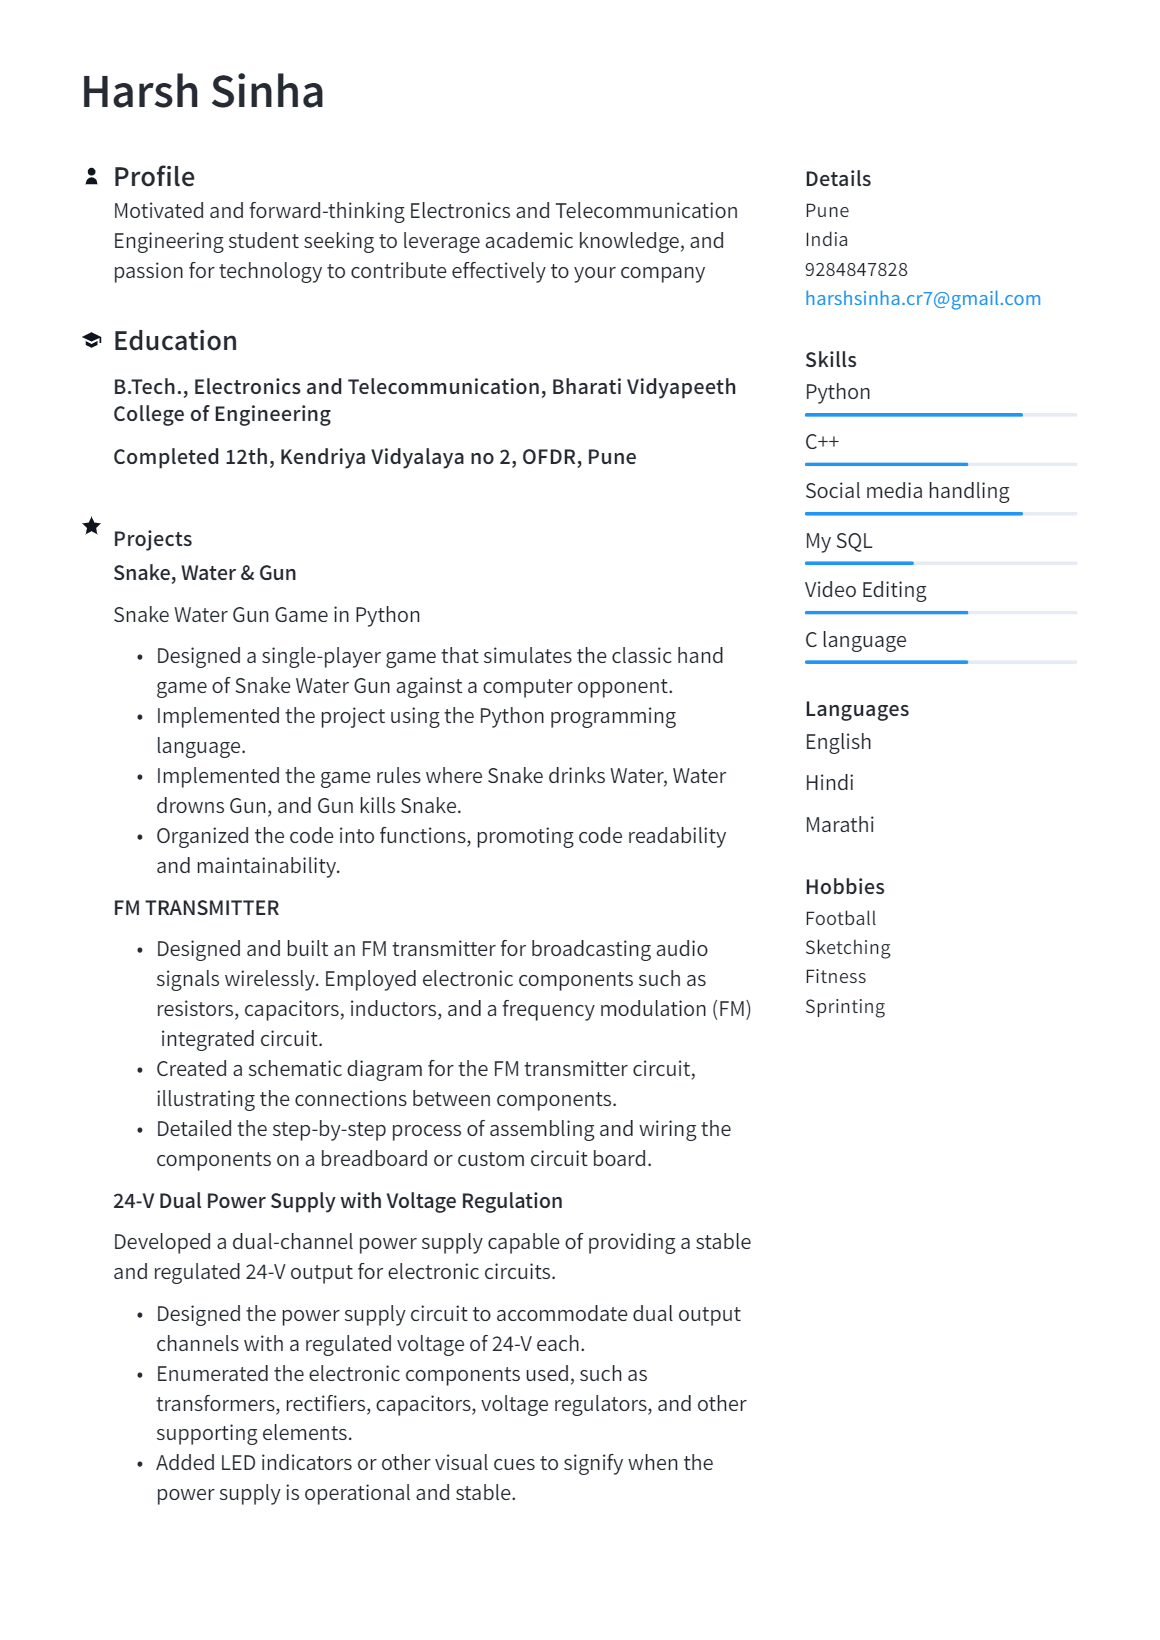 Harsh Sinha
Profile
Motivated and forward-thinking Electronics and Telecommunication
Engineering student seeking to leverage academic knowledge, and
passion for technology to contribute effectively to your company
Education
B.Tech., Electronics and Telecommunication, Bharati Vidyapeeth
College of Engineering
Completed 12th, Kendriya Vidyalaya no 2, OFDR, Pune
Projects
Snake, Water & Gun
Snake Water Gun Game in Python
• Designed a single-player game that simulates the classic hand
game of Snake Water Gun against a computer opponent.
• Implemented the project using the Python programming
language.
• Implemented the game rules where Snake drinks Water, Water
drowns Gun, and Gun kills Snake.
• Organized the code into functions, promoting code readability
and maintainability.
FM TRANSMITTER
• Designed and built an FM transmitter for broadcasting audio
signals wirelessly. Employed electronic components such as
resistors, capacitors, inductors, and a frequency modulation (FM)
integrated circuit.
• Created a schematic diagram for the FM transmitter circuit,
illustrating the connections between components.
• Detailed the step-by-step process of assembling and wiring the
components on a breadboard or custom circuit board.
24-V Dual Power Supply with Voltage Regulation
Developed a dual-channel power supply capable of providing a stable
and regulated 24-V output for electronic circuits.
• Designed the power supply circuit to accommodate dual output
channels with a regulated voltage of 24-V each.
• Enumerated the electronic components used, such as
transformers, rectifiers, capacitors, voltage regulators, and other
supporting elements.
• Added LED indicators or other visual cues to signify when the
power supply is operational and stable.
Details
Pune
India
9284847828
harshsinha.cr7@gmail.com
Skills
Python
C++
Social media handling
My SQL
Video Editing
C language
Languages
English
Hindi
Marathi
Hobbies
Football
Sketching
Fitness
Sprinting